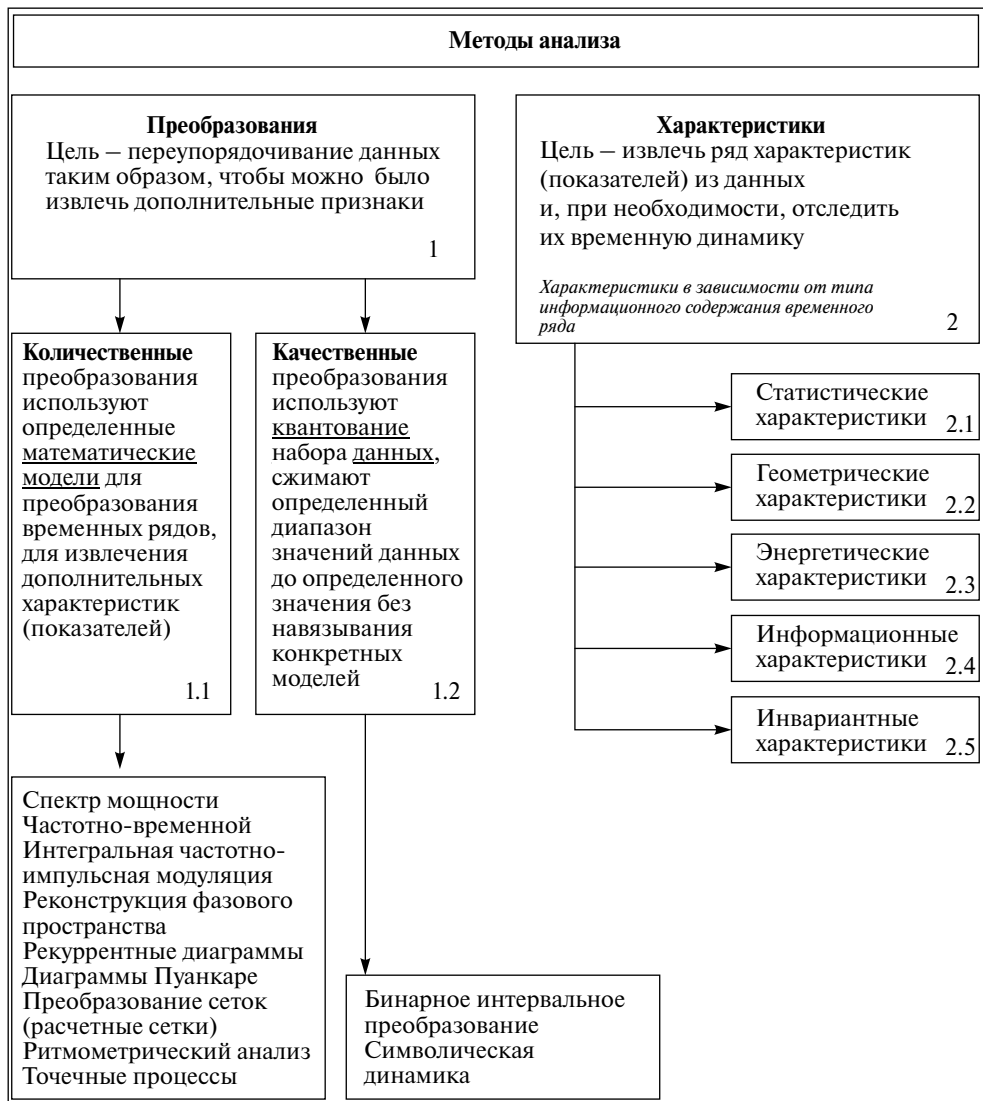 Методы анализа
Преобразования
Цель – переупорядочивание данных
таким образом, чтобы можно было
извлечь дополнительные признаки
1
Характеристики
Цель – извлечь ряд характеристик
(показателей) из данных
и, при необходимости, отследить
их временную динамику
Характеристики в зависимости от типа
информационного содержания временного
ряда
2
Количественные
преобразования
используют
определенные
математические
модели для
преобразования
временных рядов,
для извлечения
дополнительных
характеристик
(показателей)
1.1
Качественные
преобразования
используют
квантование
набора данных,
сжимают
определенный
диапазон
значений данных
до определенного
значения без
навязывания
конкретных
моделей
1.2
Статистические
характеристики
2.1
Геометрические
характеристики
2.2
Энергетические
характеристики
2.3
Информационные
характеристики
2.4
Инвариантные
характеристики
2.5
Спектр мощности
Частотно-временной
Интегральная частотно-
импульсная модуляция
Реконструкция фазового
пространства
Рекуррентные диаграммы
Диаграммы Пуанкаре
Преобразование сеток
(расчетные сетки)
Ритмометрический анализ
Точечные процессы
Бинарное интервальное
преобразование
Символическая
динамика